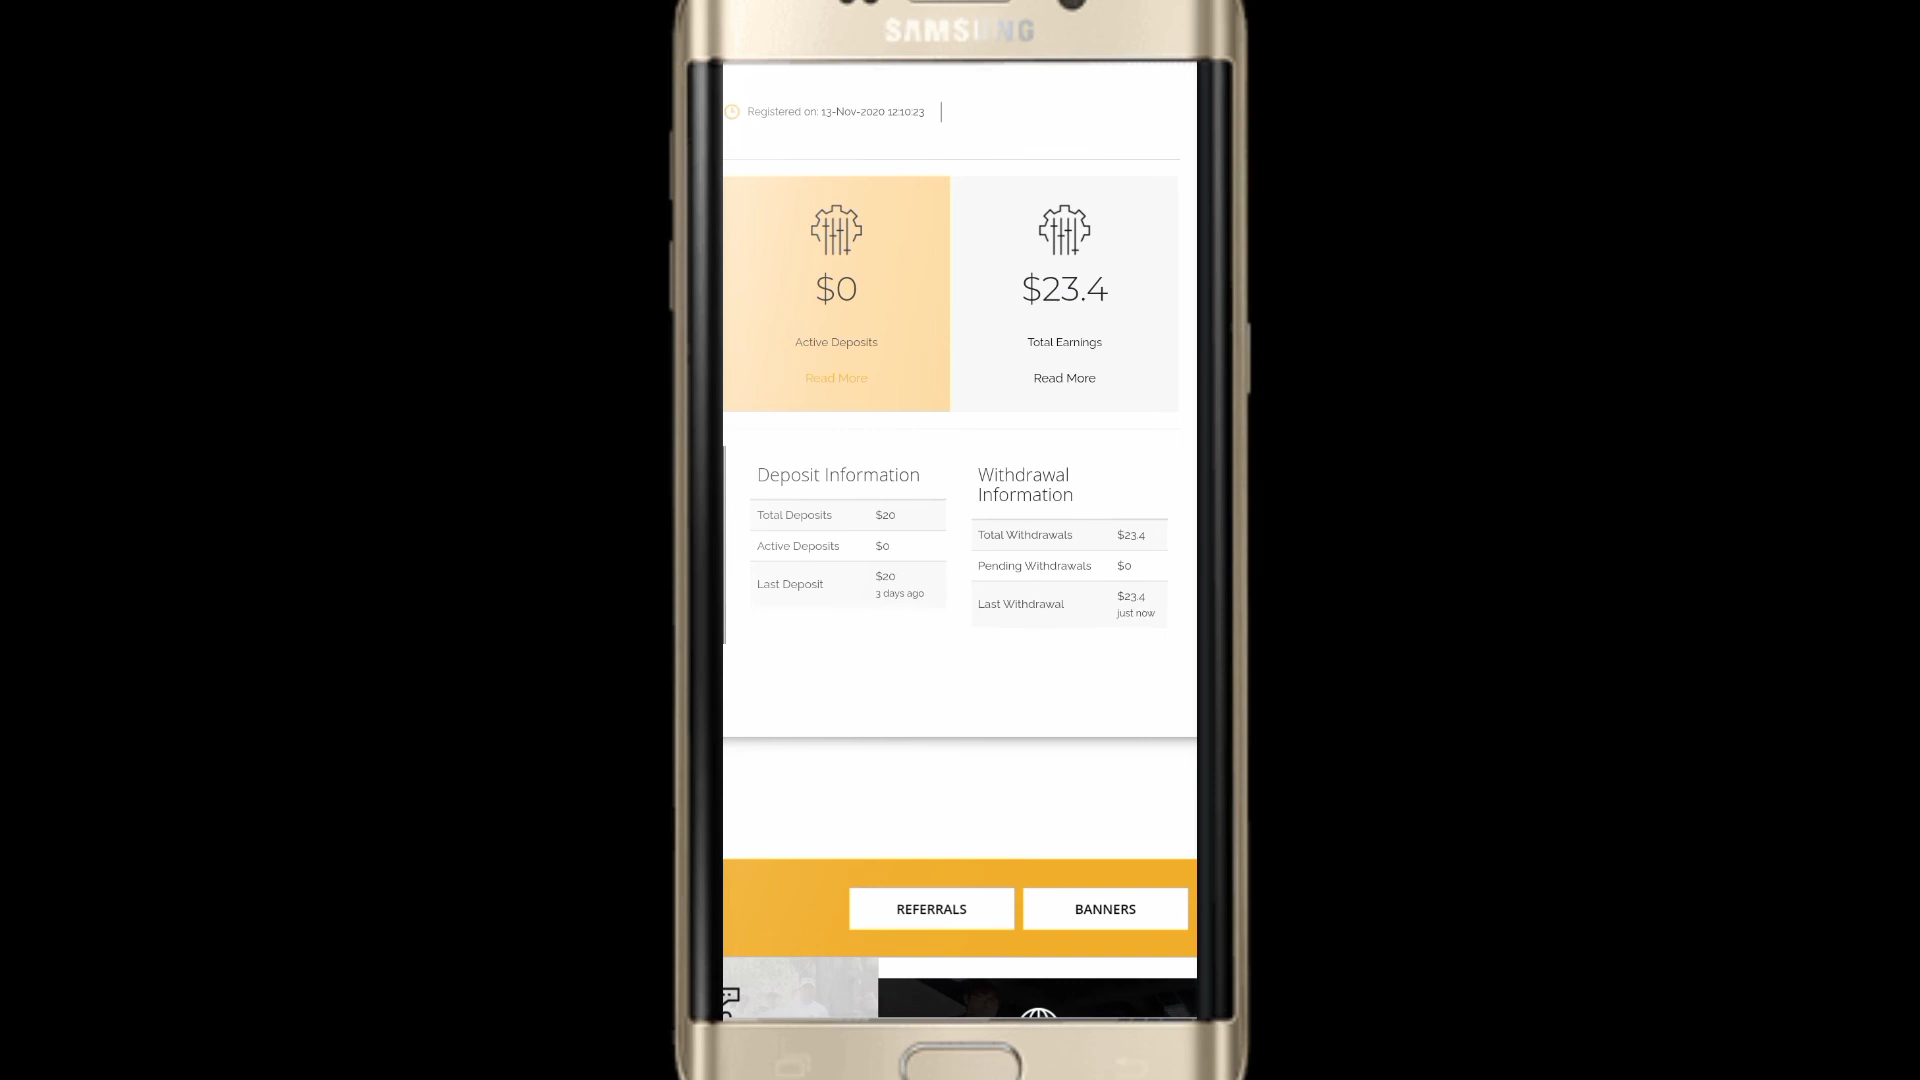 SAMSUNG
Registered on: 13-Nov-2020 12:10:23
$0
Active Deposits
Read More
$23.4
Total Earnings
Read More
Deposit Information
Total Deposits $20
Active Deposits $0
Last Deposit $20
3 days ago
Withdrawal
Information
Total Withdrawals $23.4
Pending Withdrawals $0
Last Withdrawal $23.4
just now
REFERRALS
BANNERS